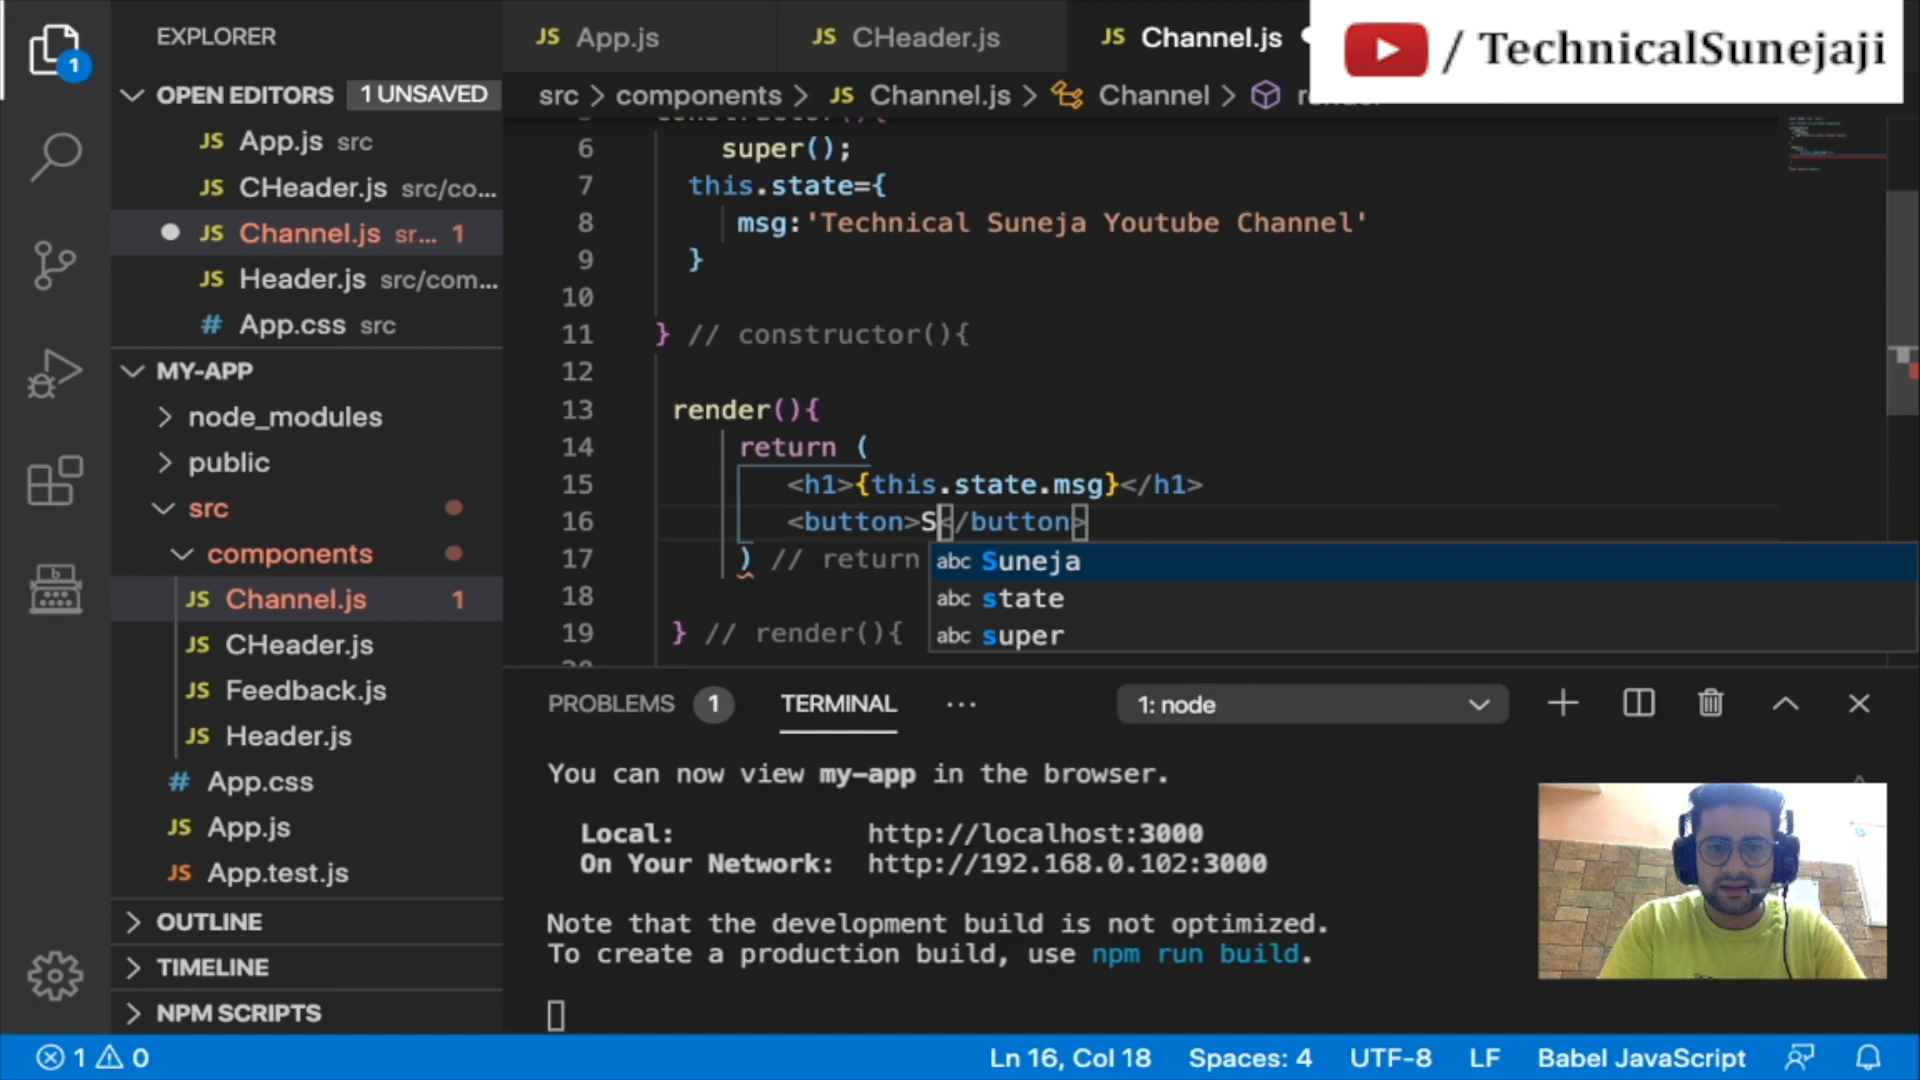 EXPLORER
OPEN EDITORS 1 UNSAVED
JS App.js src
JS CHeader.js src/co...
JS Channel.js sr... 1
JS Header.js src/com...
# App.css src
MY-APP
node_modules
public
src
components
JS Channel.js 1
JS CHeader.js
JS Feedback.js
JS Header.js
# App.css
JS App.js
JS App.test.js
OUTLINE
TIMELINE
NPM SCRIPTS
1
JS App.js
JS CHeader.js
JS Channel.js
/ TechnicalSunejaji
src > components > JS Channel.js > Channel > render
constructor(){
6 super();
7 this.state={
8 msg:'Technical Suneja Youtube Channel'
9 }
10
11 } // constructor(){
12
13 render(){
14 return (
15 <h1>{this.state.msg}</h1>
16 <button>S</button>
17 ) // return
18
19 } // render(){
20
abc Suneja
abc state
abc super
PROBLEMS 1 TERMINAL ... 1: node
You can now view my-app in the browser.
Local: http://localhost:3000
On Your Network: http://192.168.0.102:3000
Note that the development build is not optimized.
To create a production build, use npm run build.
1 0 Ln 16, Col 18 Spaces: 4 UTF-8 LF Babel JavaScript